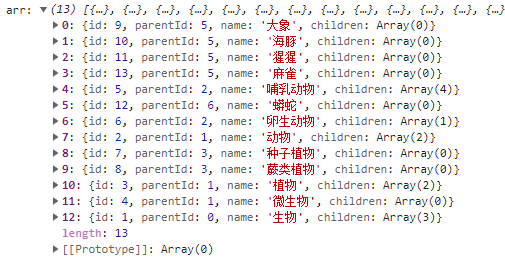 arr: ▼ (13) [{…}, {…}, {…}, {…}, {…}, {…}, {…}, {…}, {…}, {…}, {…}, {…}, {…}
▶ 0: {id: 9, parentId: 5, name: '大象', children: Array(0)}
▶ 1: {id: 10, parentId: 5, name: '海豚', children: Array(0)}
▶ 2: {id: 11, parentId: 5, name: '猩猩', children: Array(0)}
▶ 3: {id: 13, parentId: 5, name: '麻雀', children: Array(0)}
▶ 4: {id: 5, parentId: 2, name: '哺乳动物', children: Array(4)}
▶ 5: {id: 12, parentId: 6, name: '蟒蛇', children: Array(0)}
▶ 6: {id: 6, parentId: 2, name: '卵生动物', children: Array(1)}
▶ 7: {id: 2, parentId: 1, name: '动物', children: Array(2)}
▶ 8: {id: 7, parentId: 3, name: '种子植物', children: Array(0)}
▶ 9: {id: 8, parentId: 3, name: '蕨类植物', children: Array(0)}
▶ 10: {id: 3, parentId: 1, name: '植物', children: Array(2)}
▶ 11: {id: 4, parentId: 1, name: '微生物', children: Array(0)}
▶ 12: {id: 1, parentId: 0, name: '生物', children: Array(3)}
length: 13
▶ [[Prototype]]: Array(0)